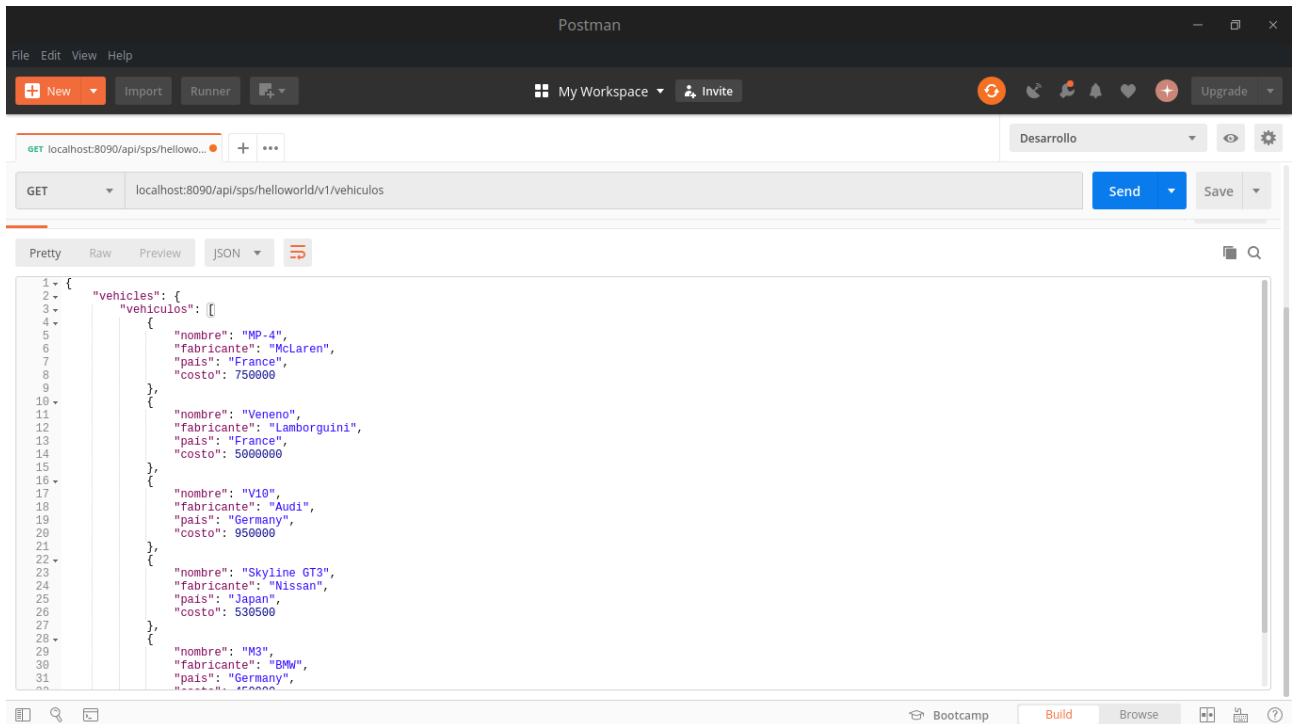 Postman
File Edit View Help
New Import Runner My Workspace Invite Upgrade
GET localhost:8090/api/sps/hellowo... Desarrollo
GET localhost:8090/api/sps/helloworld/v1/vehiculos Send Save
Pretty Raw Preview JSON
1 {
2 "vehicles": {
3 "vehiculos": [
4 {
5 "nombre": "MP-4",
6 "fabricante": "McLaren",
7 "país": "France",
8 "costo": 750000
9 },
10 {
11 "nombre": "Veneno",
12 "fabricante": "Lamborguini",
13 "país": "France",
14 "costo": 5000000
15 },
16 {
17 "nombre": "V10",
18 "fabricante": "Audi",
19 "país": "Germany",
20 "costo": 950000
21 },
22 {
23 "nombre": "Skyline GT3",
24 "fabricante": "Nissan",
25 "país": "Japan",
26 "costo": 530500
27 },
28 {
29 "nombre": "M3",
30 "fabricante": "BMW",
31 "país": "Germany",
Bootcamp Build Browse